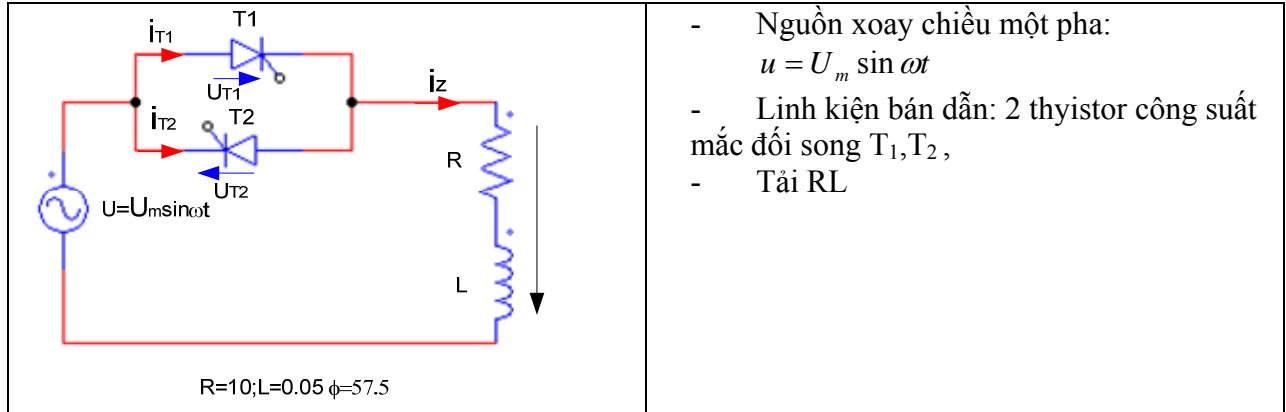 T1
iT1
UT1
iT2
T2
UT2
iz
R
L
U=Umsinωt
R=10;L=0.05 ϕ=57.5
- Nguồn xoay chiều một pha:
u = U_m sin ωt
- Linh kiện bán dẫn: 2 thyistor công suất
mắc đối song T₁,T₂ ,
- Tải RL